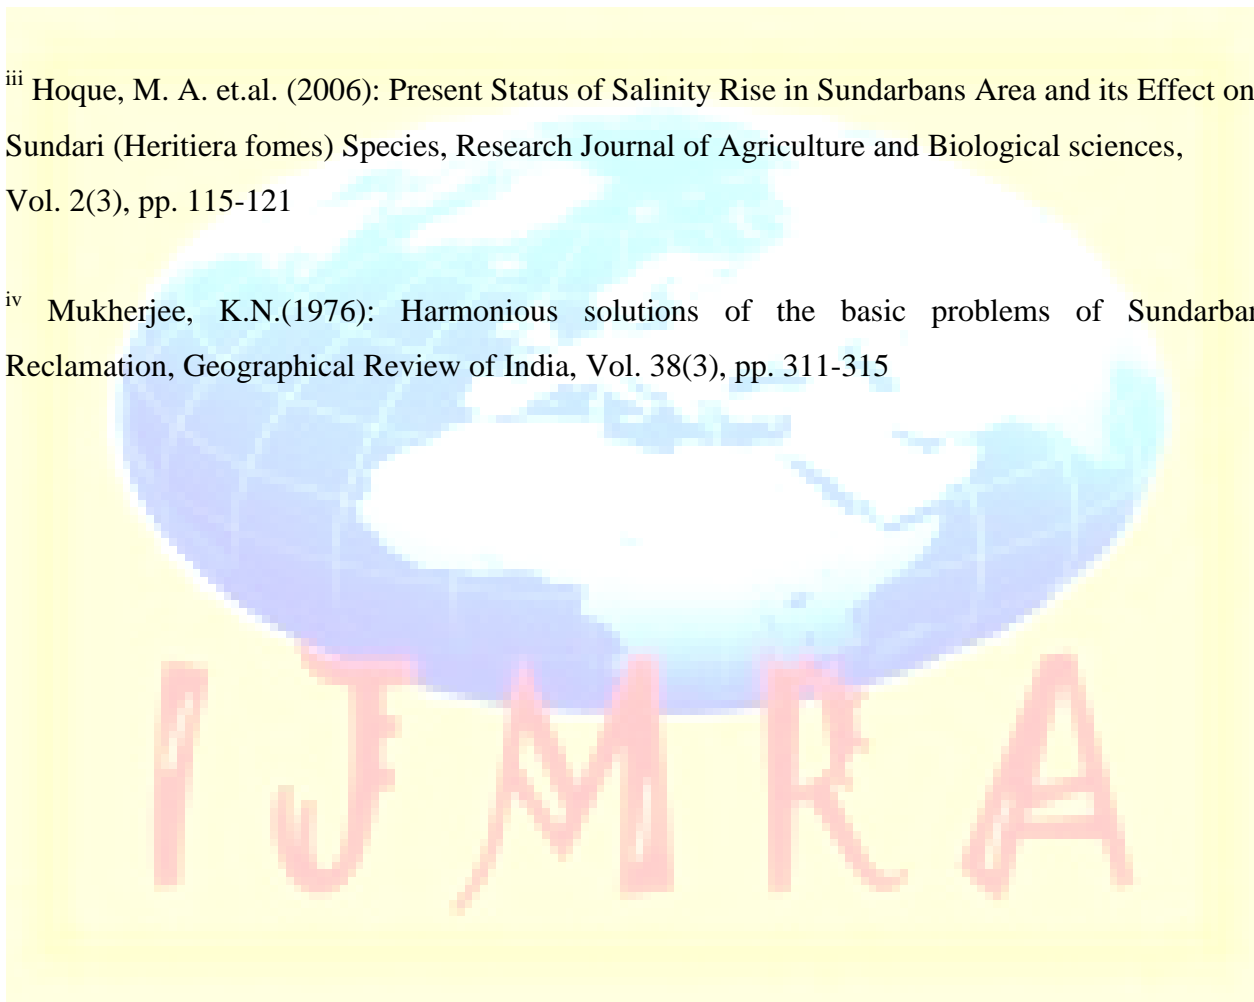 iii Hoque, M. A. et.al. (2006): Present Status of Salinity Rise in Sundarbans Area and its Effect on
Sundari (Heritiera fomes) Species, Research Journal of Agriculture and Biological sciences,
Vol. 2(3), pp. 115-121
iv Mukherjee, K.N.(1976): Harmonious solutions of the basic problems of Sundarban
Reclamation, Geographical Review of India, Vol. 38(3), pp. 311-315
IJMRA